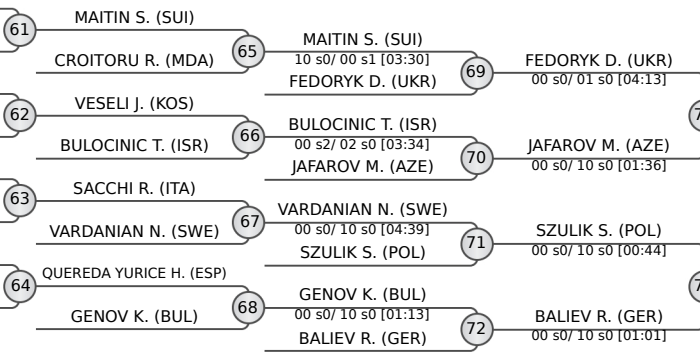 61
MAITIN S. (SUI)
CROITORU R. (MDA)
62
VESELI J. (KOS)
BULOCINIC T. (ISR)
63
SACCHI R. (ITA)
VARDANIAN N. (SWE)
64
QUEREDA YURICE H. (ESP)
GENOV K. (BUL)
65
MAITIN S. (SUI)
10 s0/ 00 s1 [03:30]
FEDORYK D. (UKR)
66
BULOCINIC T. (ISR)
00 s2/ 02 s0 [03:34]
JAFAROV M. (AZE)
67
VARDANIAN N. (SWE)
00 s0/ 10 s0 [04:39]
SZULIK S. (POL)
68
GENOV K. (BUL)
00 s0/ 10 s0 [01:13]
BALIEV R. (GER)
69
FEDORYK D. (UKR)
00 s0/ 01 s0 [04:13]
70
JAFAROV M. (AZE)
00 s0/ 10 s0 [01:36]
71
SZULIK S. (POL)
00 s0/ 10 s0 [00:44]
72
BALIEV R. (GER)
00 s0/ 10 s0 [01:01]